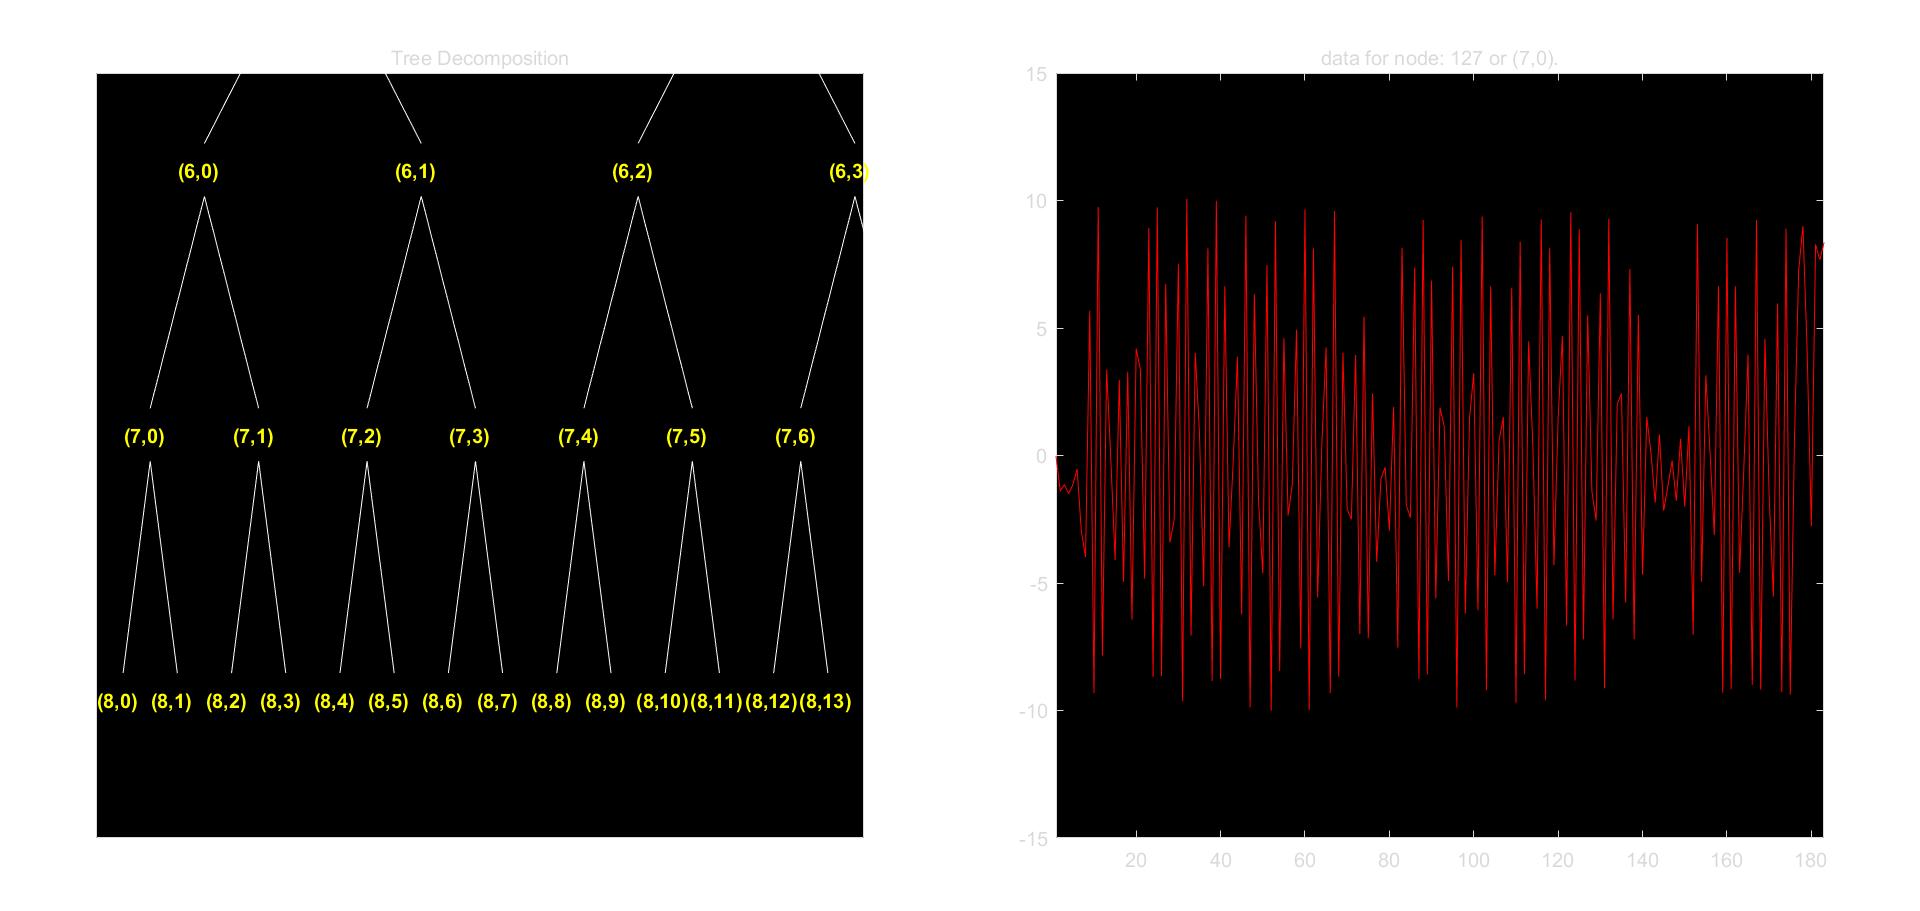 Tree Decomposition
(6,0) (6,1) (6,2) (6,3)
(7,0) (7,1) (7,2) (7,3) (7,4) (7,5) (7,6)
(8,0) (8,1) (8,2) (8,3) (8,4) (8,5) (8,6) (8,7) (8,8) (8,9) (8,10) (8,11) (8,12) (8,13)
data for node: 127 or (7,0).
15
10
5
0
-5
-10
-15
20 40 60 80 100 120 140 160 180